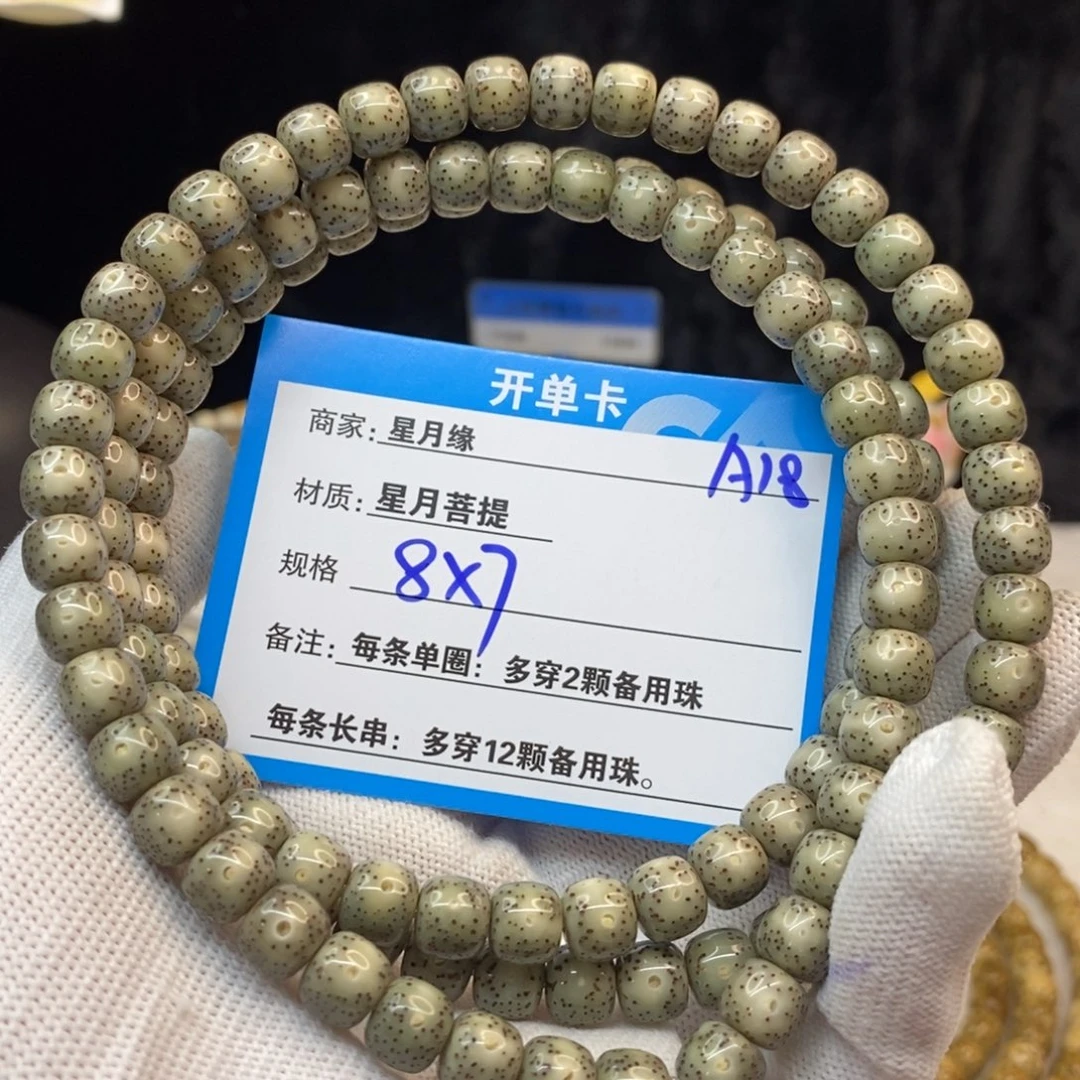 开单卡
商家：星月缘
A18
材质：星月菩提
规格 8X7
备注：每条单圈：多穿2颗备用珠
每条长串：多穿12颗备用珠。